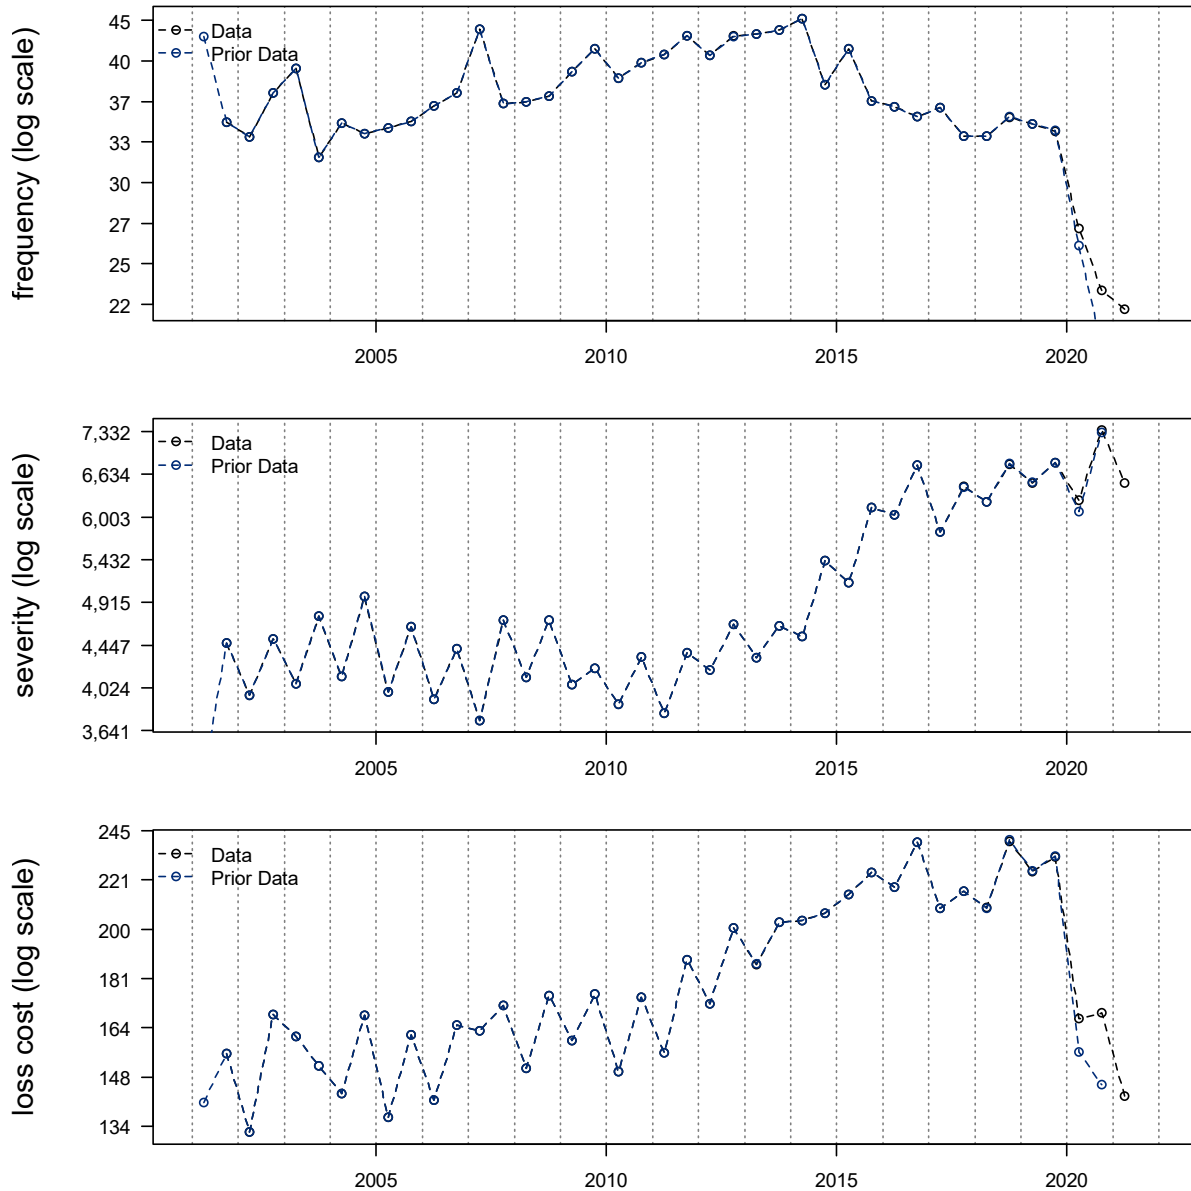 frequency (log scale)
45
40
37
33
30
27
25
22
Data
Prior Data
2005 2010 2015 2020
severity (log scale)
7,332
6,634
6,003
5,432
4,915
4,447
4,024
3,641
Data
Prior Data
2005 2010 2015 2020
loss cost (log scale)
245
221
200
181
164
148
134
Data
Prior Data
2005 2010 2015 2020